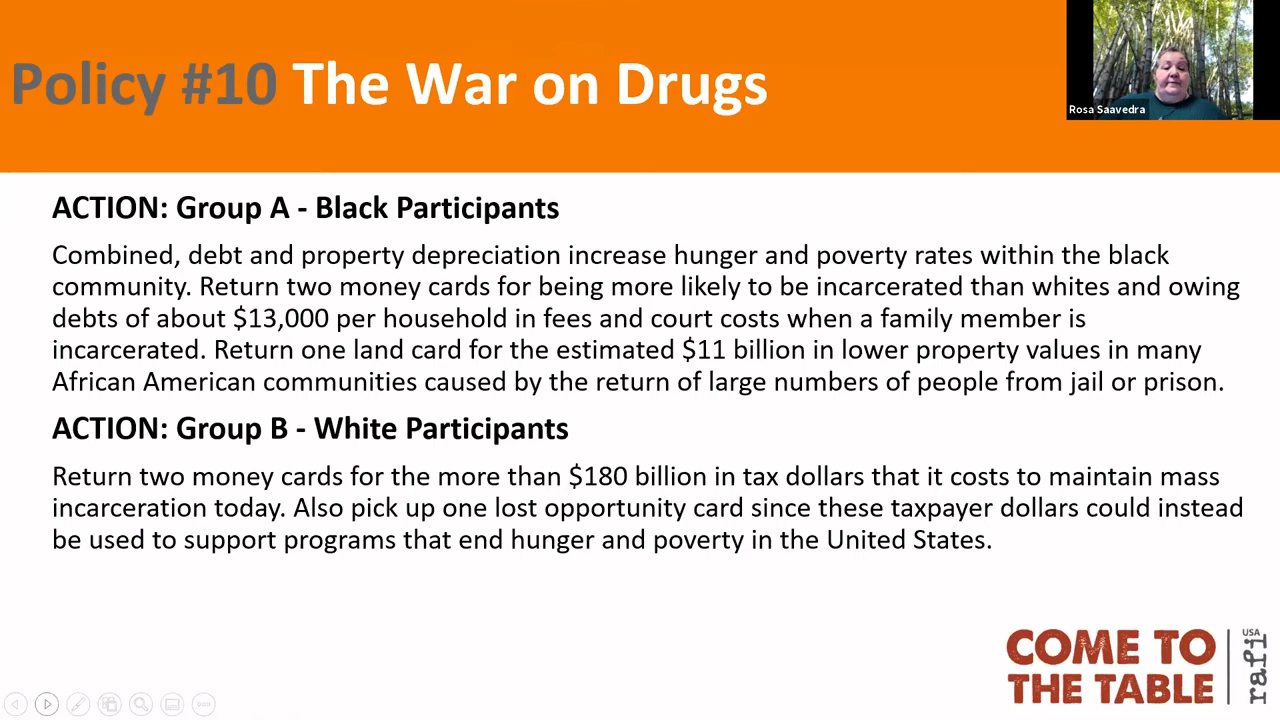 Policy #10 The War on Drugs
Rosa Saavedra
ACTION: Group A - Black Participants
Combined, debt and property depreciation increase hunger and poverty rates within the black
community. Return two money cards for being more likely to be incarcerated than whites and owing
debts of about $13,000 per household in fees and court costs when a family member is
incarcerated. Return one land card for the estimated $11 billion in lower property values in many
African American communities caused by the return of large numbers of people from jail or prison.
ACTION: Group B - White Participants
Return two money cards for the more than $180 billion in tax dollars that it costs to maintain mass
incarceration today. Also pick up one lost opportunity card since these taxpayer dollars could instead
be used to support programs that end hunger and poverty in the United States.
COME TO
THE TABLE
rafi
USA